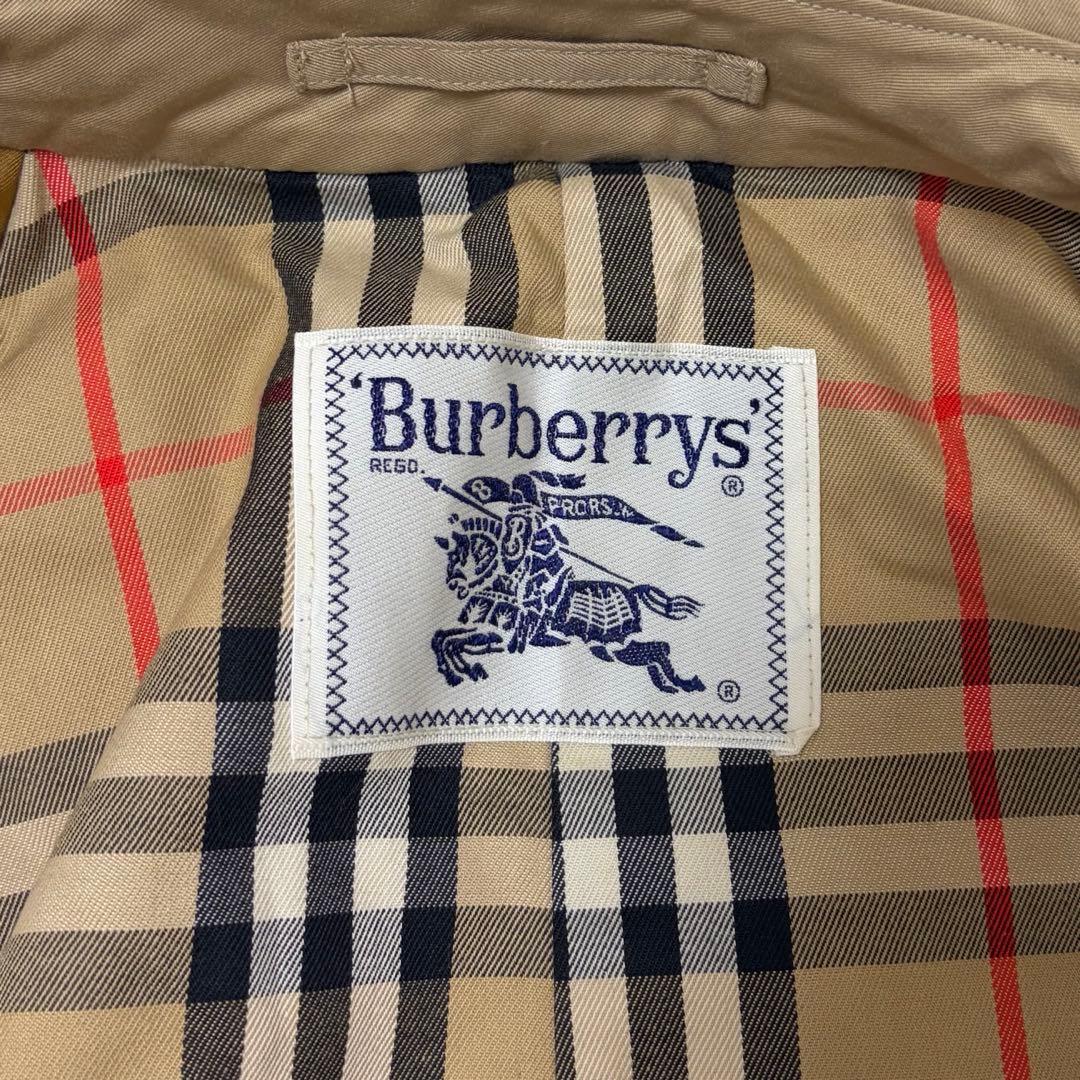 'Burberrys'
REGD. ®
B
PRORSUM
®